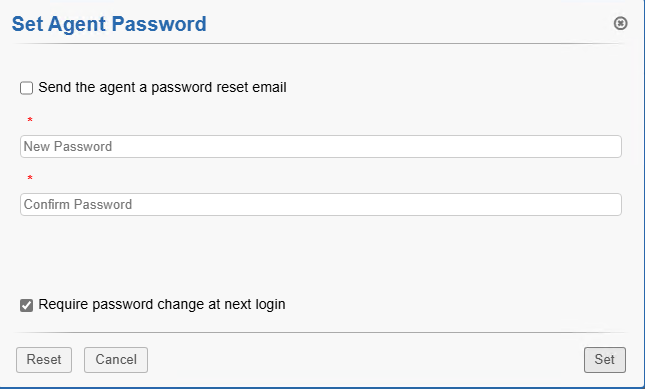 Set Agent Password
Send the agent a password reset email
*
New Password
*
Confirm Password
Require password change at next login
Reset Cancel Set